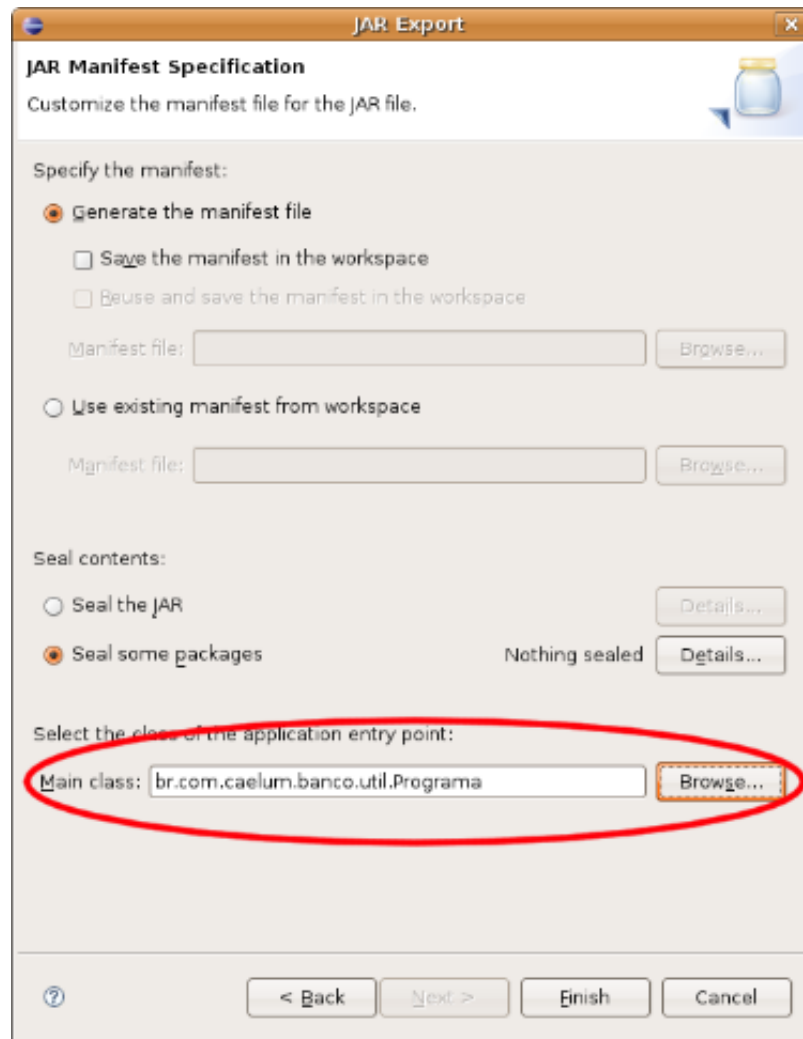 JAR Export
JAR Manifest Specification
Customize the manifest file for the JAR file.
Specify the manifest:
Generate the manifest file
Save the manifest in the workspace
Reuse and save the manifest in the workspace
Manifest file: Browse...
Use existing manifest from workspace
Manifest file: Browse...
Seal contents:
Seal the JAR Details...
Seal some packages Nothing sealed Details...
Select the class of the application entry point:
Main class: br.com.caelum.banco.util.Programa Browse...
? < Back Next > Finish Cancel